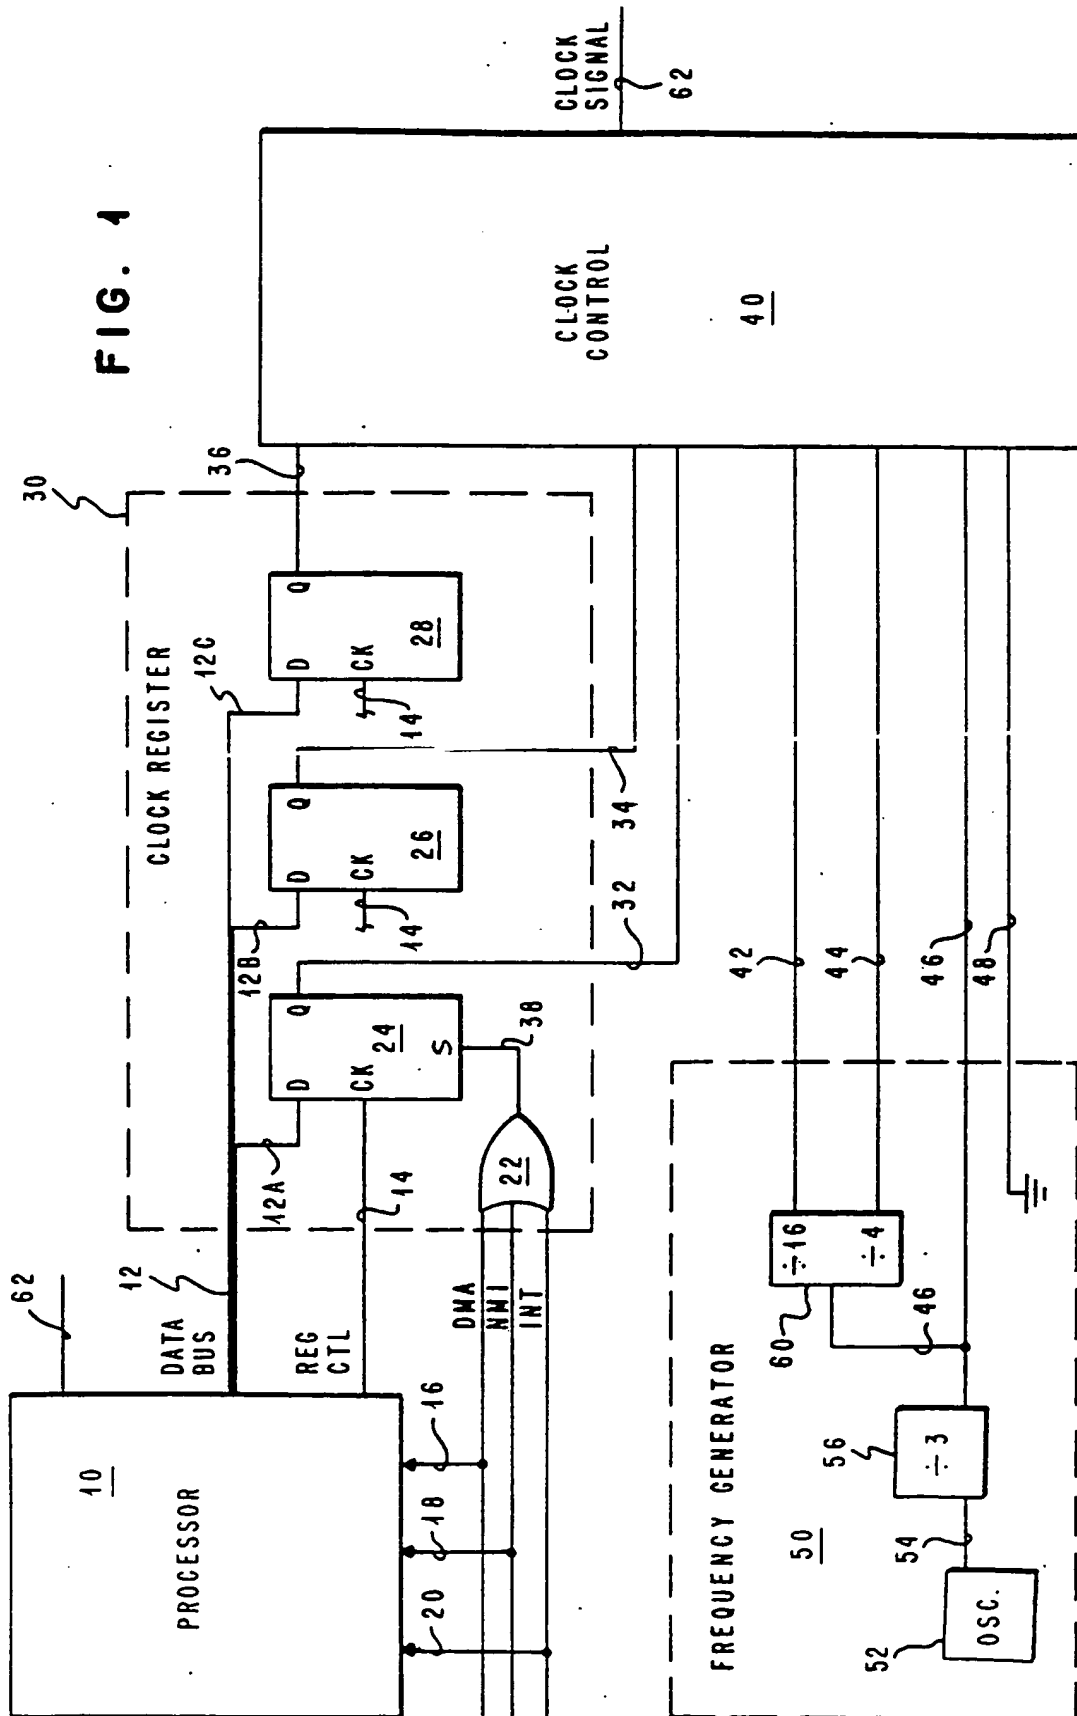 FIG. 1
62
PROCESSOR
10
DATA
BUS
12
REG
CTL
14
16
18
20
DMA
NMI
INT
CLOCK REGISTER
30
12A
12B
12C
D
Q
CK
24
S
D
Q
CK
26
14
D
Q
CK
28
14
22
38
32
34
36
CLOCK
CONTROL
40
CLOCK
SIGNAL
62
FREQUENCY GENERATOR
50
OSC.
52
54
÷3
56
46
÷16
÷4
60
42
44
46
48